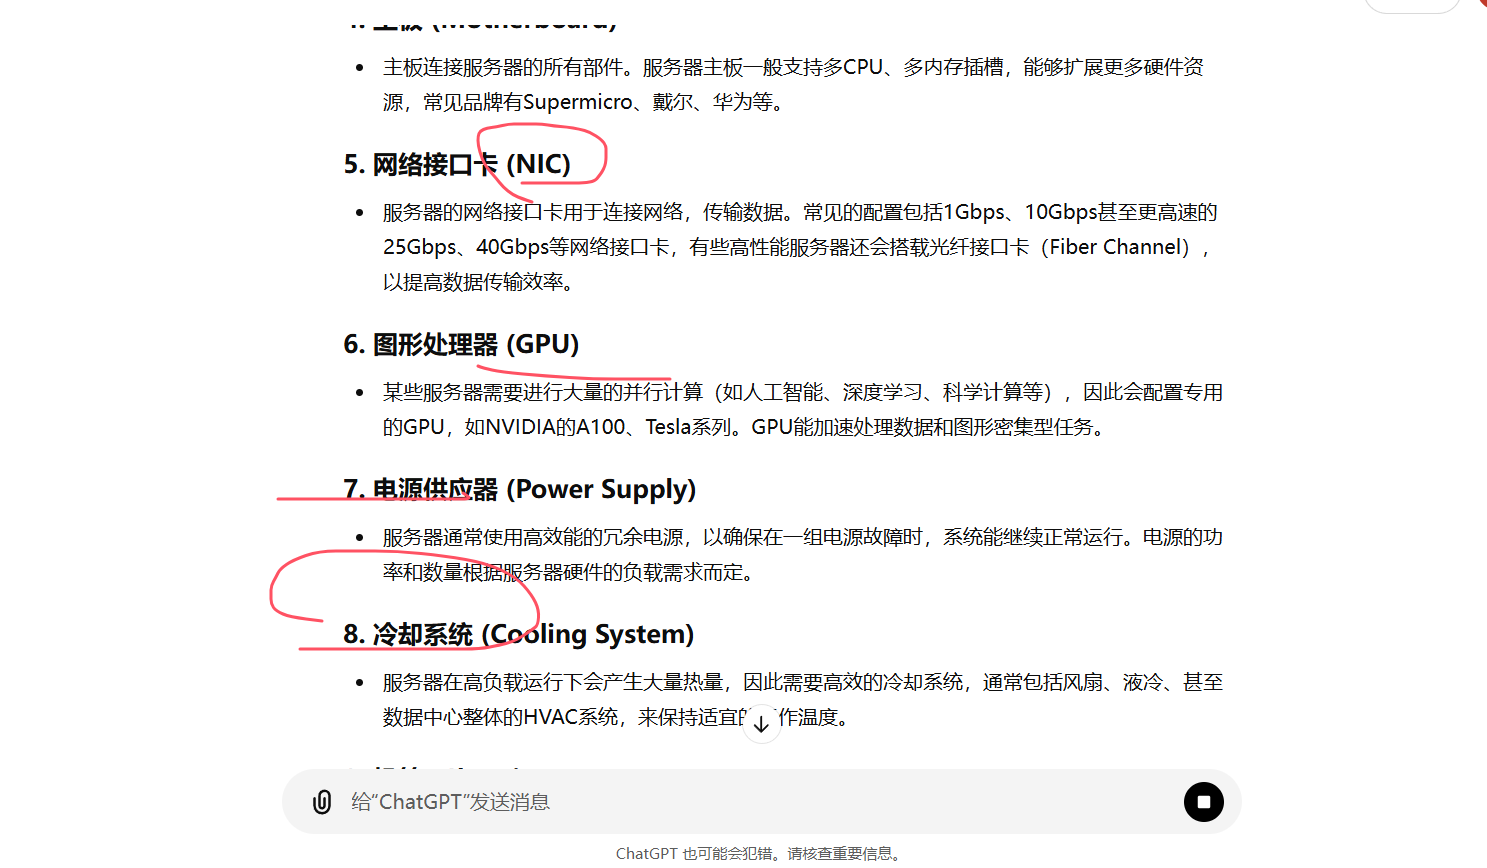 4. 主板 (Motherboard)
主板连接服务器的所有部件。服务器主板一般支持多CPU、多内存插槽，能够扩展更多硬件资
源，常见品牌有Supermicro、戴尔、华为等。
5. 网络接口卡 (NIC)
服务器的网络接口卡用于连接网络，传输数据。常见的配置包括1Gbps、10Gbps甚至更高速的
25Gbps、40Gbps等网络接口卡，有些高性能服务器还会搭载光纤接口卡（Fiber Channel），
以提高数据传输效率。
6. 图形处理器 (GPU)
某些服务器需要进行大量的并行计算（如人工智能、深度学习、科学计算等），因此会配置专用
的GPU，如NVIDIA的A100、Tesla系列。GPU能加速处理数据和图形密集型任务。
7. 电源供应器 (Power Supply)
服务器通常使用高效能的冗余电源，以确保在一组电源故障时，系统能继续正常运行。电源的功
率和数量根据服务器硬件的负载需求而定。
8. 冷却系统 (Cooling System)
服务器在高负载运行下会产生大量热量，因此需要高效的冷却系统，通常包括风扇、液冷、甚至
数据中心整体的HVAC系统，来保持适宜的作温度。
给“ChatGPT”发送消息
ChatGPT 也可能会犯错。请核查重要信息。